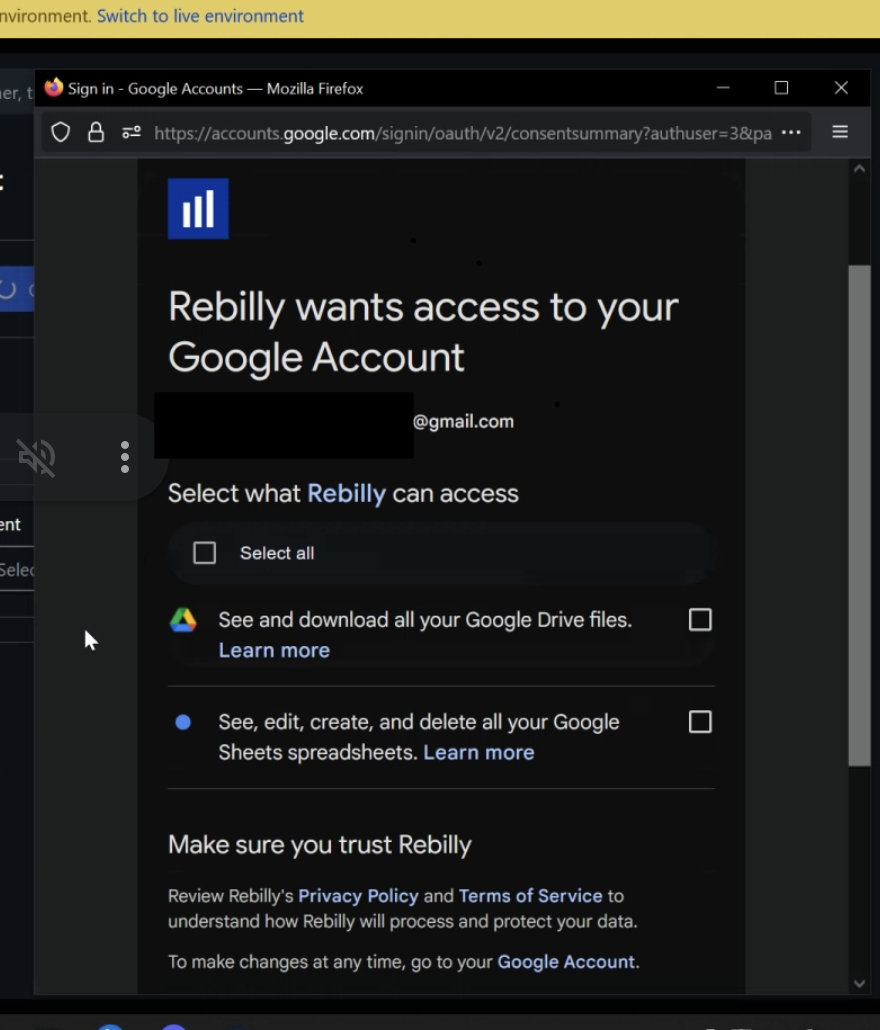 nvironment. Switch to live environment
er, t
Sign in - Google Accounts — Mozilla Firefox
https://accounts.google.com/signin/oauth/v2/consentsummary?authuser=3&pa
Rebilly wants access to your
Google Account
@gmail.com
Select what Rebilly can access
ent
Select all
Selec
See and download all your Google Drive files.
Learn more
See, edit, create, and delete all your Google
Sheets spreadsheets. Learn more
Make sure you trust Rebilly
Review Rebilly's Privacy Policy and Terms of Service to
understand how Rebilly will process and protect your data.
To make changes at any time, go to your Google Account.